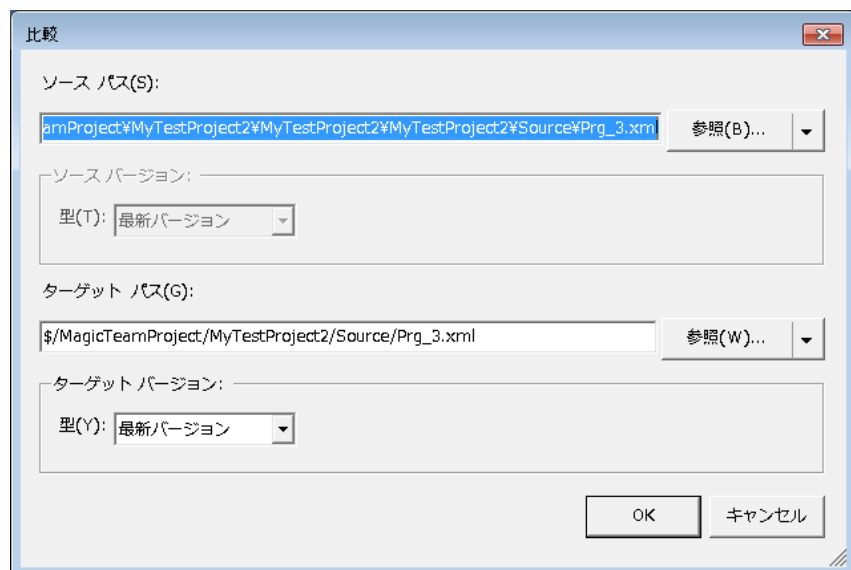 比較
ソース パス(S):
amProject¥MyTestProject2¥MyTestProject2¥MyTestProject2¥Source¥Prg_3.xml
参照(B)...
ソース バージョン:
型(T): 最新バージョン
ターゲット パス(G):
$/MagicTeamProject/MyTestProject2/Source/Prg_3.xml
参照(W)...
ターゲット バージョン:
型(Y): 最新バージョン
OK
キャンセル